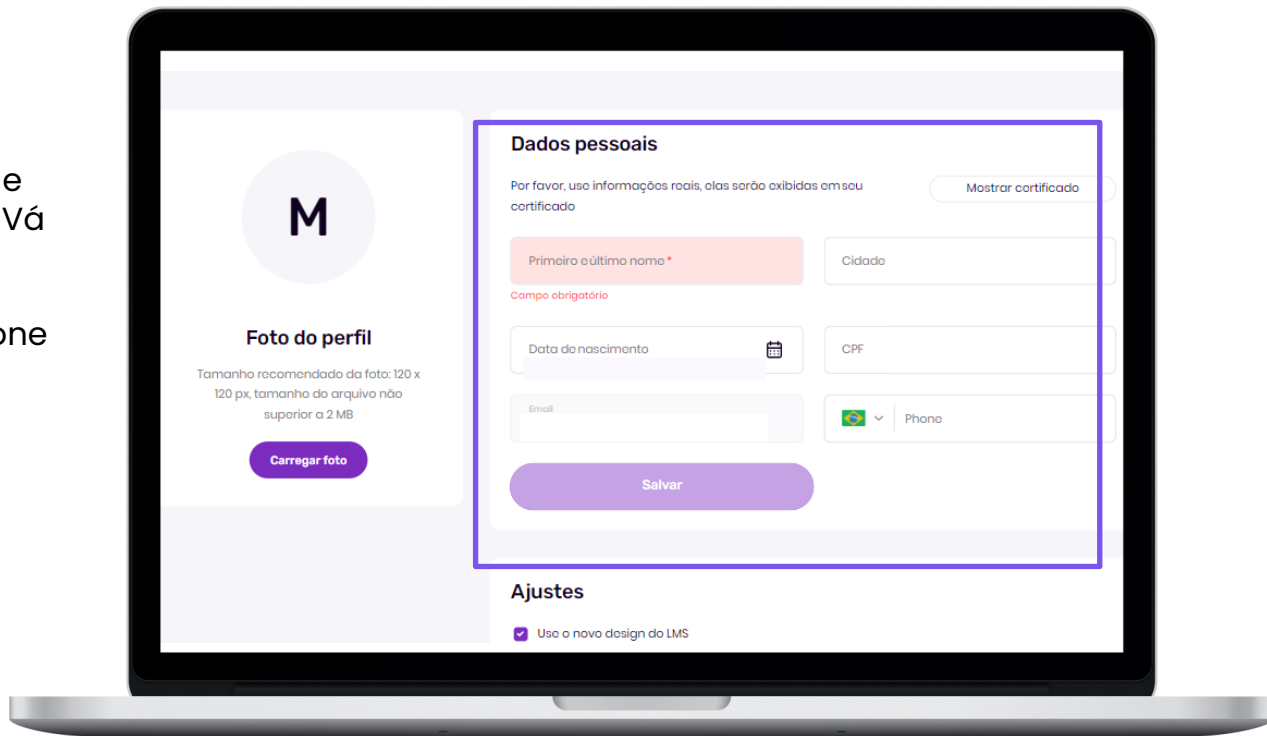 e
Vá
one
M
Foto do perfil
Tamanho recomendado da foto: 120 x
120 px, tamanho do arquivo não
superior a 2 MB
Carregar foto
Dados pessoais
Por favor, use informações reais, elas serão exibidas em seu
certificado
Mostrar certificado
Primeiro e último nome *
Cidade
Campo obrigatório
Data de nascimento
CPF
Email
Phone
Salvar
Ajustes
Use o novo design do LMS